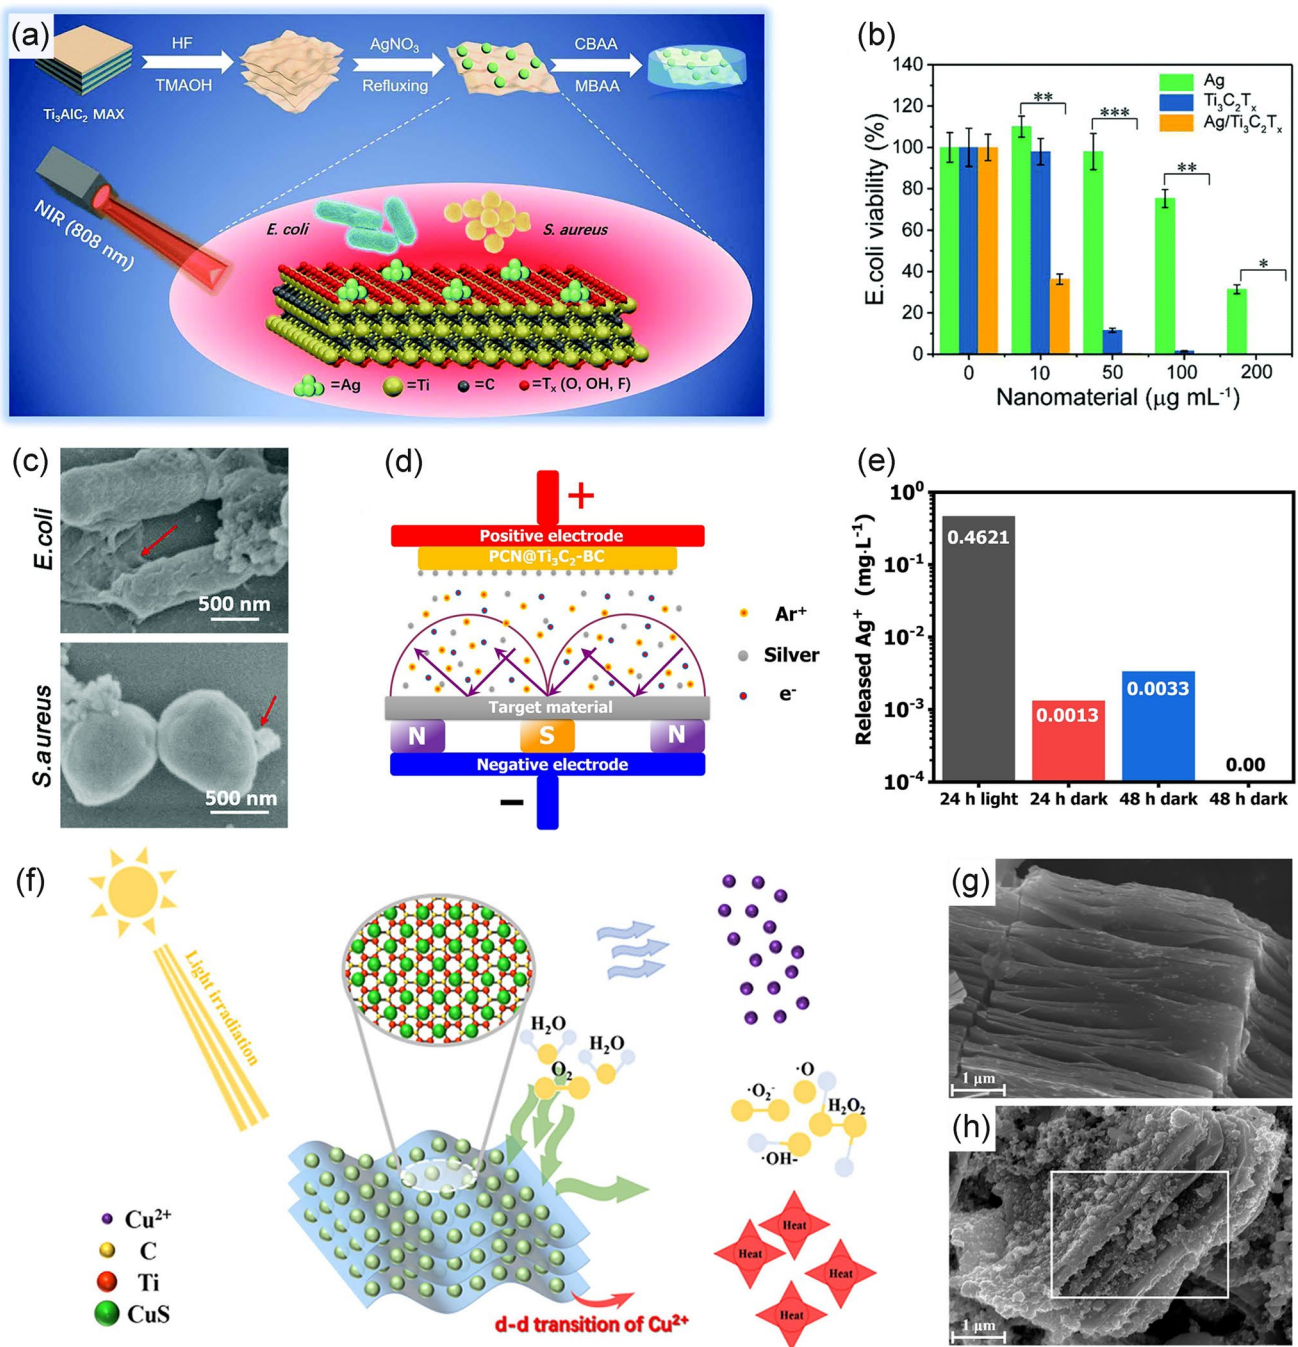 (a)
HF
AgNO₃
CBAA
TMAOH
Refluxing
MBAA
Ti₃AlC₂ MAX
NIR (808 nm)
E. coli
S. aureus
=Ag
=Ti
=C
=Tₓ (O, OH, F)
(b)
E.coli viability (%)
140
120
100
80
60
40
20
0
Ag
Ti₃C₂Tₓ
Ag/Ti₃C₂Tₓ
**
***
**
*
0 10 50 100 200
Nanomaterial (μg mL⁻¹)
(c)
E.coli
500 nm
S.aureus
500 nm
(d)
+
Positive electrode
PCN@Ti₃C₂-BC
Ar⁺
Silver
e⁻
Target material
N S N
Negative electrode
−
(e)
Released Ag⁺ (mg·L⁻¹)
10⁰
10⁻¹
10⁻²
10⁻³
10⁻⁴
0.4621
0.0013
0.0033
0.00
24 h light 24 h dark 48 h dark 48 h dark
(f)
Light irradiation
H₂O
H₂O
O₂
·O
·O₂⁻
H₂O₂
·OH-
Heat
Heat
Heat
Heat
Cu²⁺
C
Ti
CuS
d-d transition of Cu²⁺
(g)
1 μm
(h)
1 μm